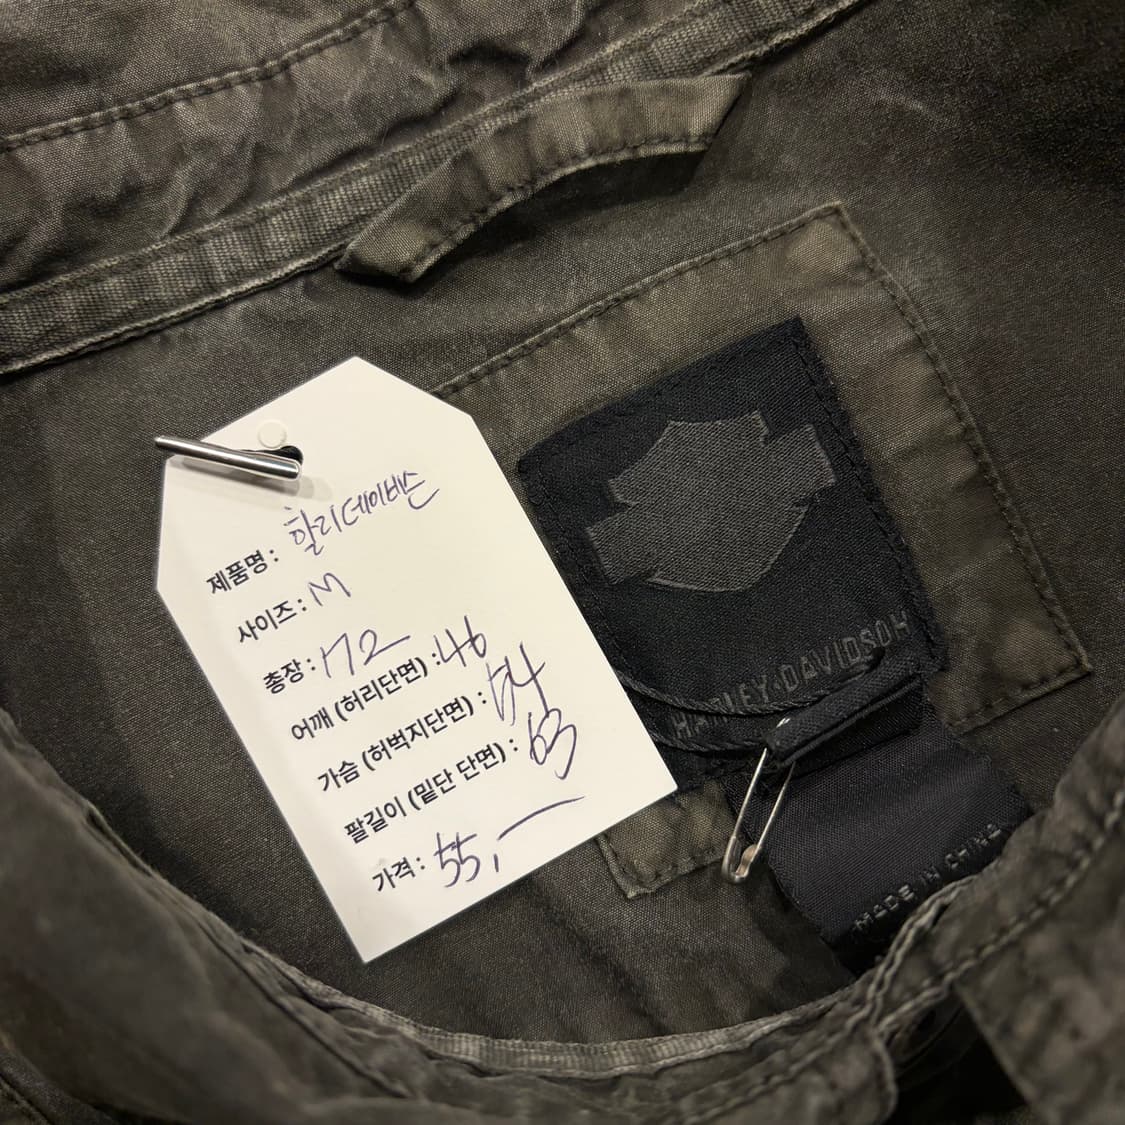 제품명 : 할리데이비슨
사이즈 : M
총장 : 72
어깨 (허리단면) : 46
가슴 (허벅지단면) : 54
팔길이 (밑단 단면) : 63
가격 : 55,-
HARLEY-DAVIDSON
MADE IN CHINA